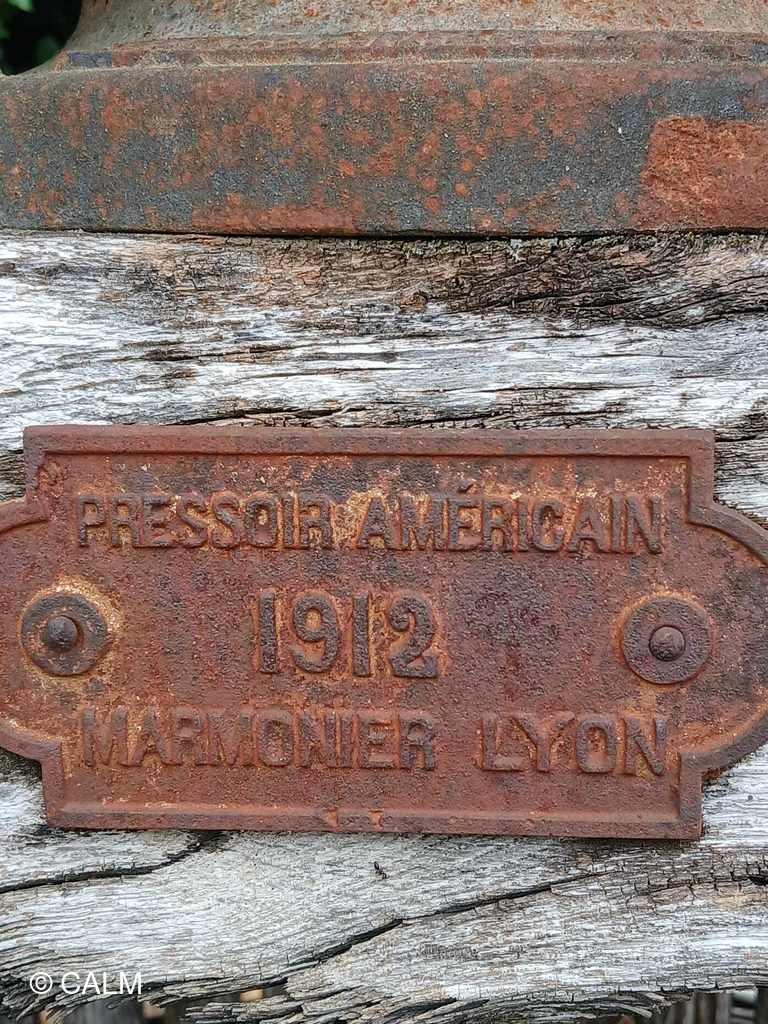 PRESSOIR AMÉRICAIN
1912
MARMONIER LYON
© CALM